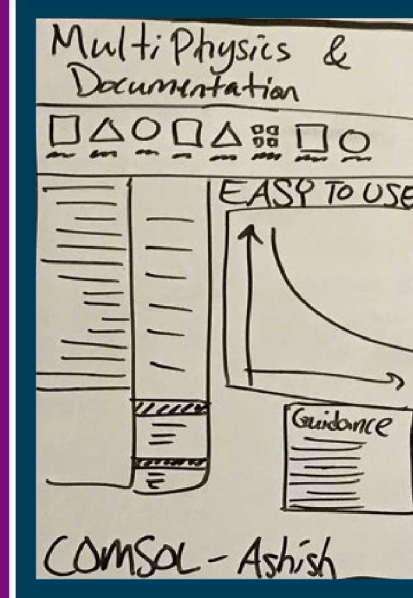 MultiPhysics &
Documentation
EASY TO USE
Guidance
COMSOL - Ashish